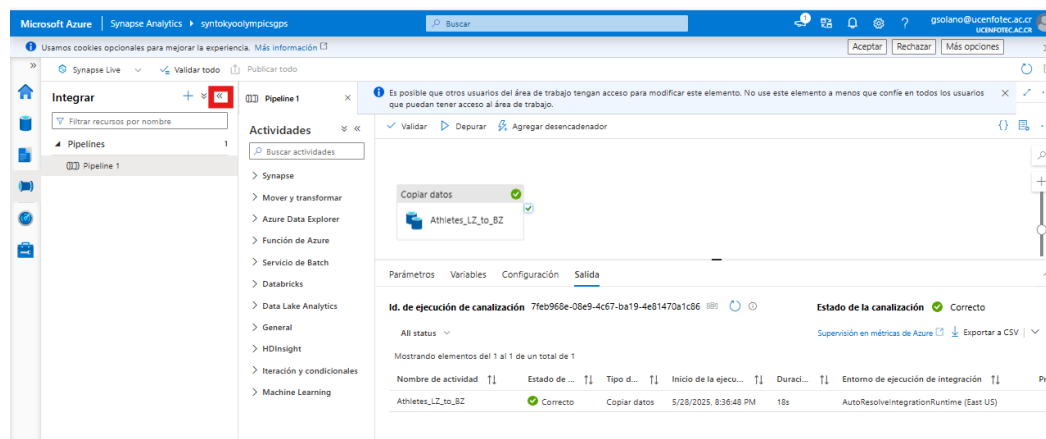 Microsoft Azure | Synapse Analytics ▸ syntokyoolympicsgps
Buscar
gsolano@ucenfotec.ac.cr
UCENFOTEC.AC.CR
Usamos cookies opcionales para mejorar la experiencia. Más información
Aceptar Rechazar Más opciones
Synapse Live Validar todo Publicar todo
Integrar
Filtrar recursos por nombre
Pipelines 1
Pipeline 1
Pipeline 1
Actividades
Buscar actividades
Synapse
Mover y transformar
Azure Data Explorer
Función de Azure
Servicio de Batch
Databricks
Data Lake Analytics
General
HDInsight
Iteración y condicionales
Machine Learning
Es posible que otros usuarios del área de trabajo tengan acceso para modificar este elemento. No use este elemento a menos que confíe en todos los usuarios
que puedan tener acceso al área de trabajo.
Validar Depurar Agregar desencadenador
Copiar datos
Athletes_LZ_to_BZ
Parámetros Variables Configuración Salida
Id. de ejecución de canalización 7feb968e-08e9-4c67-ba19-4e81470a1c86
Estado de la canalización Correcto
All status
Supervisión en métricas de Azure Exportar a CSV
Mostrando elementos del 1 al 1 de un total de 1
Nombre de actividad Estado de ... Tipo d... Inicio de la ejecu... Duraci... Entorno de ejecución de integración Pr
Athletes_LZ_to_BZ Correcto Copiar datos 5/28/2025, 8:36:48 PM 18s AutoResolveIntegrationRuntime (East US)